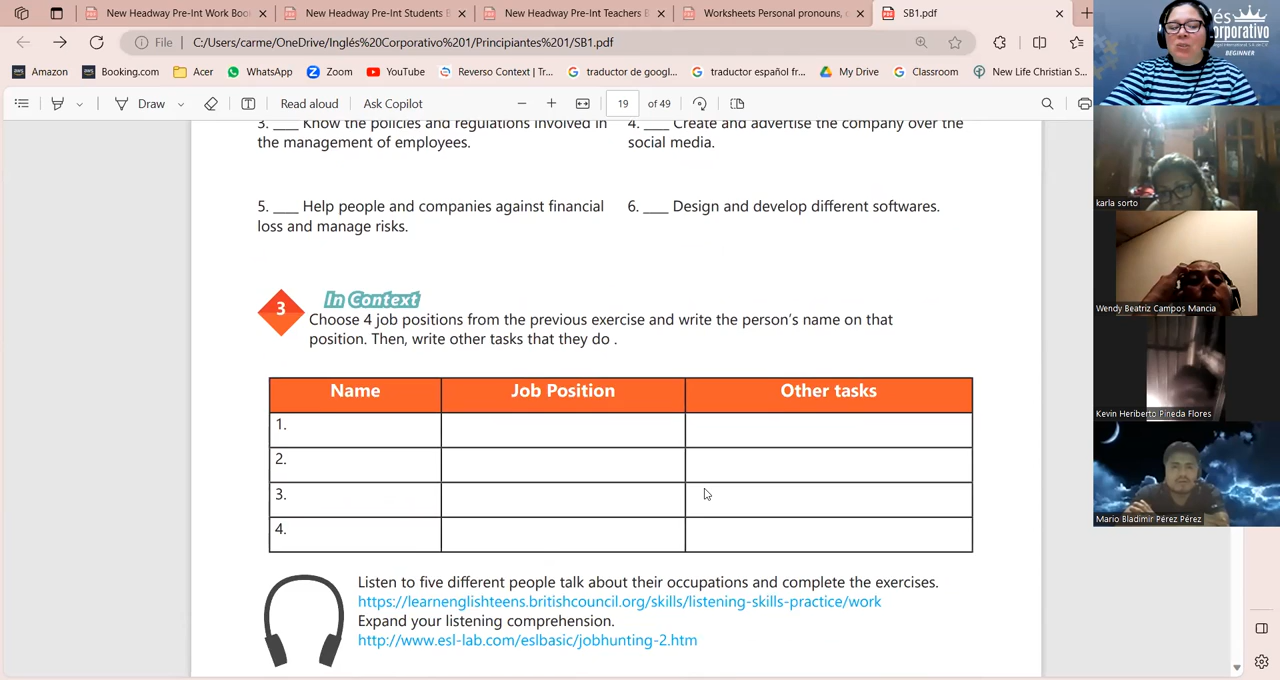 New Headway Pre-Int Work Boo
New Headway Pre-Int Students B
New Headway Pre-Int Teachers B
Worksheets Personal pronouns,
SB1.pdf
File
C:/Users/carme/OneDrive/Inglés%20Corporativo%201/Principiantes%201/SB1.pdf
Amazon
Booking.com
Acer
WhatsApp
Zoom
YouTube
Reverso Context | Tr...
traductor de googl...
traductor español fr...
My Drive
Classroom
New Life Christian S...
Draw
Read aloud
Ask Copilot
19
of 49
3. ___ Know the policies and regulations involved in
the management of employees.
4. ___ Create and advertise the company over the
social media.
5. ___ Help people and companies against financial
loss and manage risks.
6. ___ Design and develop different softwares.
3
In Context
Choose 4 job positions from the previous exercise and write the person's name on that
position. Then, write other tasks that they do .
Name
Job Position
Other tasks
1.
2.
3.
4.
Listen to five different people talk about their occupations and complete the exercises.
https://learnenglishteens.britishcouncil.org/skills/listening-skills-practice/work
Expand your listening comprehension.
http://www.esl-lab.com/eslbasic/jobhunting-2.htm
BEGINNER
karla sorto
Wendy Beatriz Campos Mancia
Kevin Heriberto Pineda Flores
Mario Bladimir Pérez Pérez